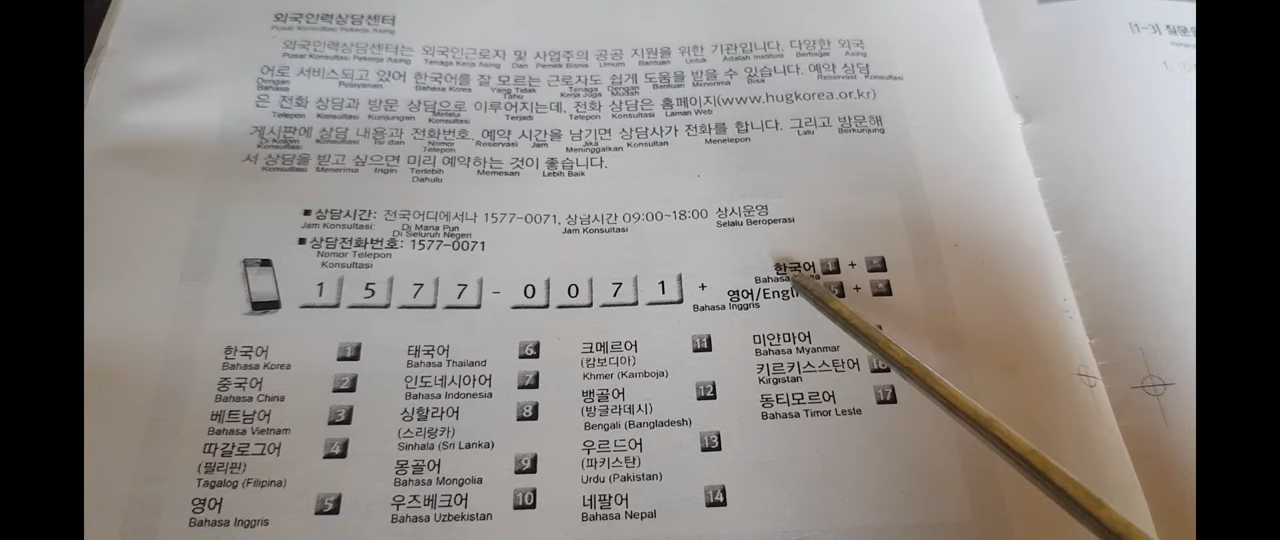 외국인력상담센터
Pusat Konsultasi Pekerja Asing
외국인력상담센터는 외국인근로자 및 사업주의 공공 지원을 위한 기관입니다. 다양한 외국
Pusat Konsultasi Pekerja Asing Tenaga Kerja Asing Dan Pemelik Bisnis Umum Bantuan Untuk Adalah Institusi Berbagai Asing
어로 서비스되고 있어 한국어를 잘 모르는 근로자도 쉽게 도움을 받을 수 있습니다. 예약 상담
Dengan Bahasa Pelayanan Bahasa Korea Yang Tidak Tahu Tenaga Kerja Juga Dengan Mudah Bantuan Menerima Bisa Reservasi Konsultasi
은 전화 상담과 방문 상담으로 이루어지는데, 전화 상담은 홈페이지(www.hugkorea.or.kr)
Telepon Konsultasi Kunjungan Melalui Konsultasi Terjadi Telepon Konsultasi Laman Web
게시판에 상담 내용과 전화번호, 예약 시간을 남기면 상담사가 전화를 합니다. 그리고 방문해
Di Kolom Konsultasi Konsultasi Isi dan Nomor Telepon Reservasi Jam Jika Meninggalkan Konsultan Menelepon Lalu Berkunjung
서 상담을 받고 싶으면 미리 예약하는 것이 좋습니다.
Konsultasi Menerima Ingin Terlebih Dahulu Memesan Lebih Baik
■ 상담시간: 전국어디에서나 1577-0071, 상담시간 09:00~18:00 상시운영
Jam Konsultasi: Di Mana Pun Di Seluruh Negeri Jam Konsultasi Selalu Beroperasi
■ 상담전화번호: 1577-0071
Nomor Telepon
Konsultasi
1 5 7 7 - 0 0 7 1 + 한국어 1 + *
Bahasa
영어/Engli 5 + *
Bahasa Inggris
한국어 1
Bahasa Korea
중국어 2
Bahasa China
베트남어 3
Bahasa Vietnam
따갈로그어 4
(필리핀)
Tagalog (Filipina)
영어 5
Bahasa Inggris
태국어 6
Bahasa Thailand
인도네시아어 7
Bahasa Indonesia
싱할라어 8
(스리랑카)
Sinhala (Sri Lanka)
몽골어 9
Bahasa Mongolia
우즈베크어 10
Bahasa Uzbekistan
크메르어 11
(캄보디아)
Khmer (Kamboja)
벵골어 12
(방글라데시)
Bengali (Bangladesh)
우르드어 13
(파키스탄)
Urdu (Pakistan)
네팔어 14
Bahasa Nepal
미얀마어
Bahasa Myanmar
키르키스스탄어 16
Kirgistan
동티모르어 17
Bahasa Timor Leste
[1~3] 질문을